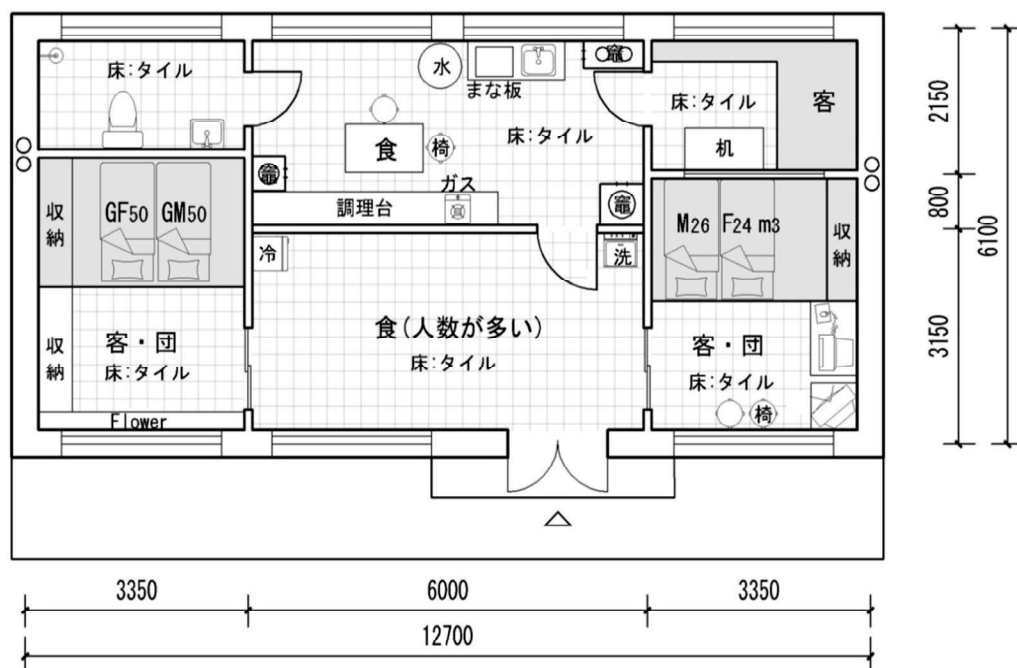 床:タイル
水
まな板
竈
食
椅
床:タイル
竈
ガス
調理台
竈
床:タイル
客
机
収納
GF50
GM50
収納
客・団
床:タイル
Flower
冷
洗
食(人数が多い)
床:タイル
M26
F24 m3
収納
客・団
床:タイル
椅
2150
800
3150
6100
3350
6000
3350
12700